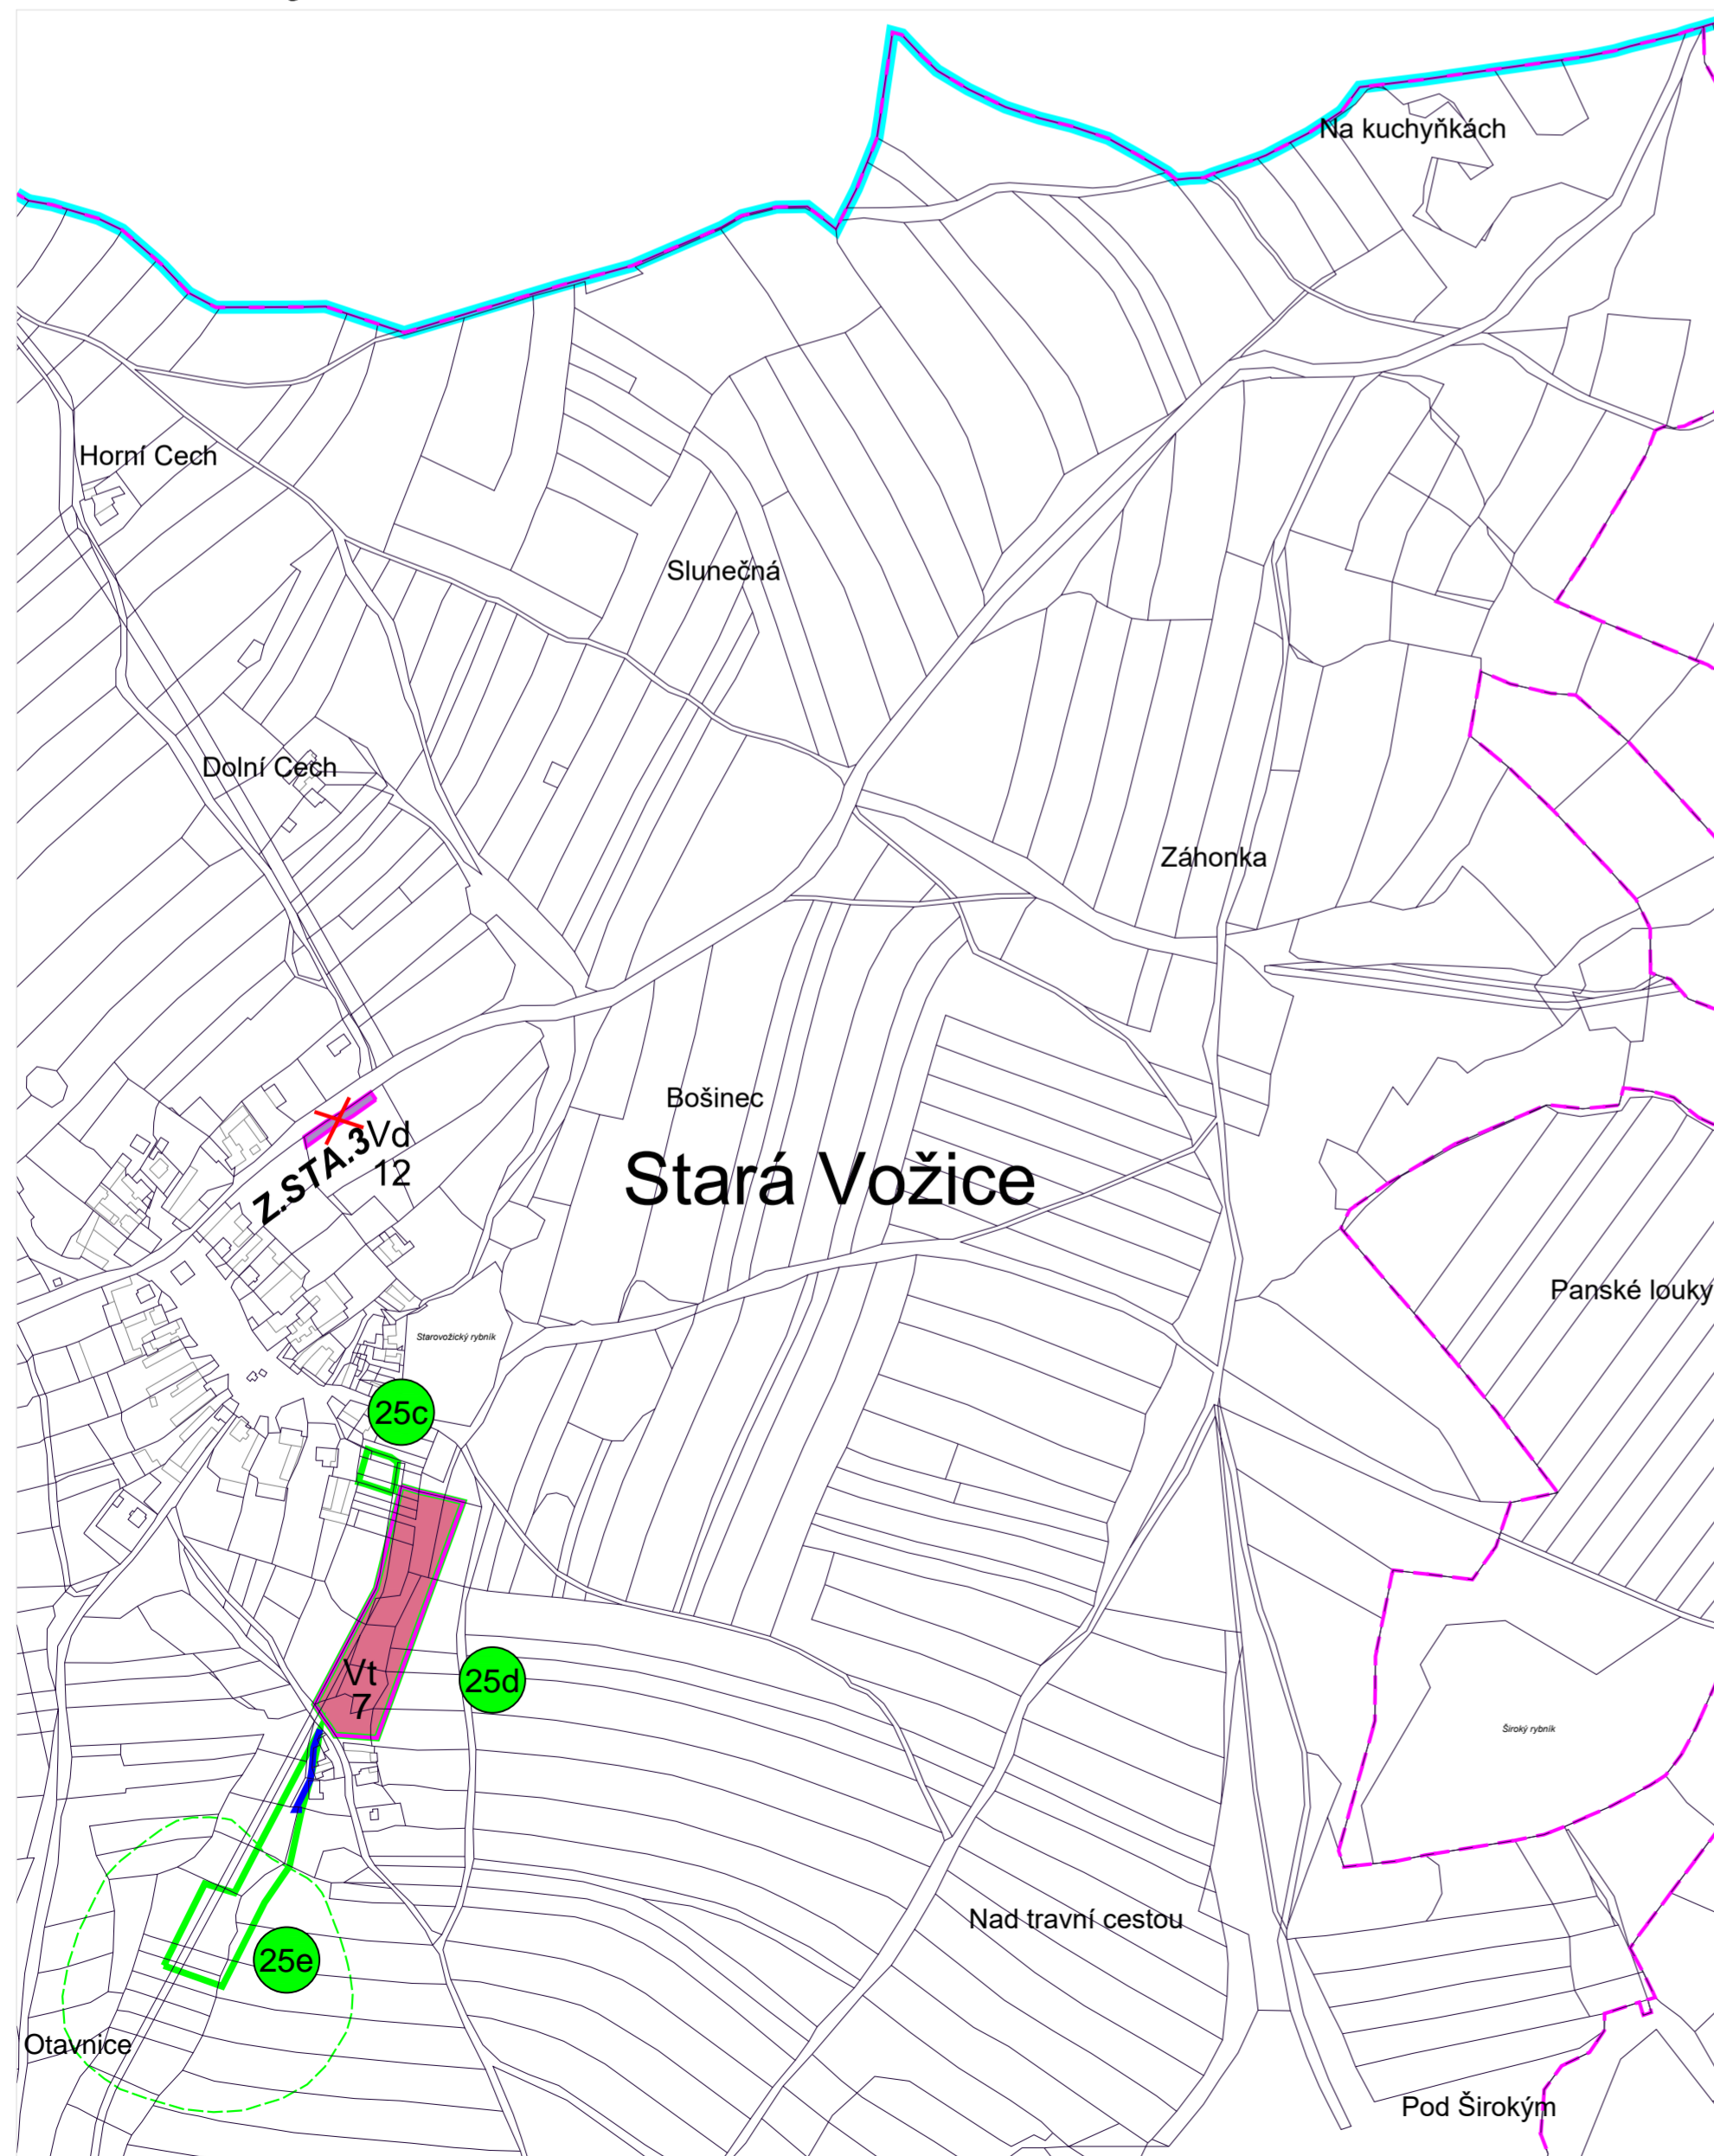 Na kuchyňkách
Horní Cech
Slunečná
Dolní Cech
Záhonka
Bošinec
Z.STA.3
Vd
12
Stará Vožice
Panské louky
Starovožický rybník
25c
Vt
7
25d
Široký rybník
Nad travní cestou
25e
Otavnice
Pod Širokým